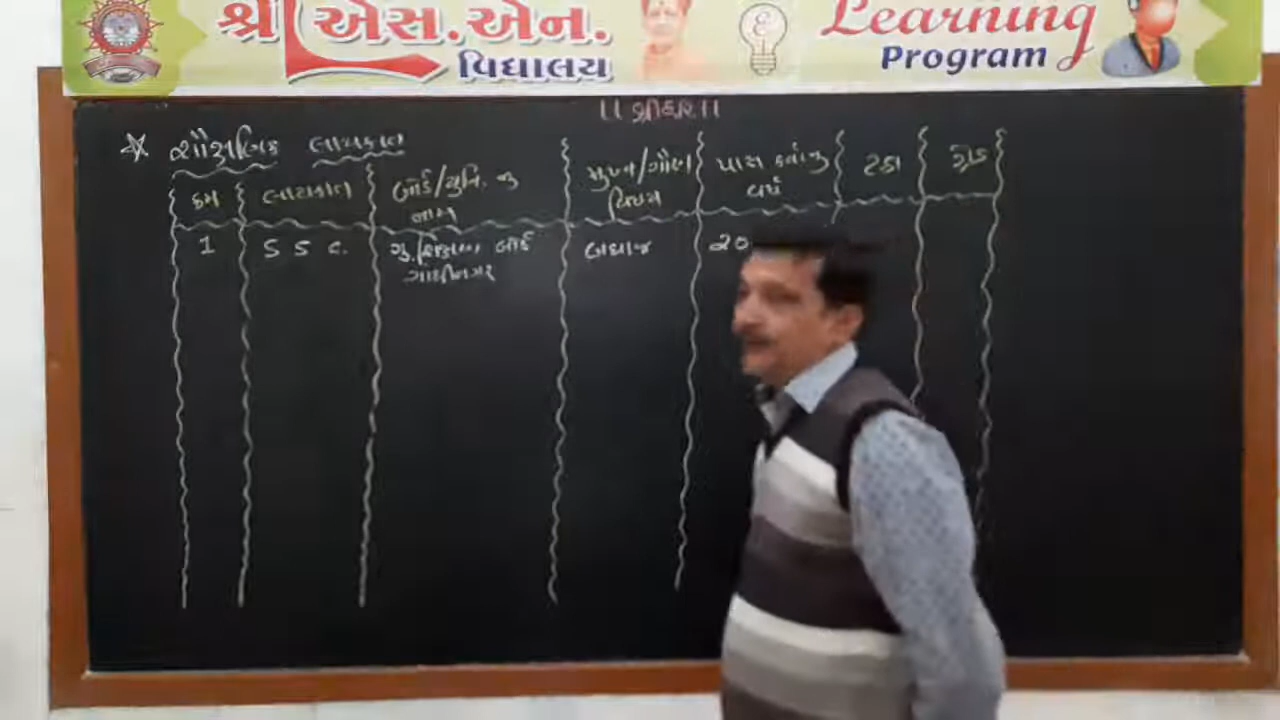 શ્રી એસ.એન.
વિદ્યાલય
Learning
Program
।। શ્રીહરિ ।।
શૈક્ષણિક લાયકાત
ક્રમ લાયકાત બોર્ડ/યુનિ. નું નામ મુખ્ય/ગૌણ વિષય પાસ કર્યાનું વર્ષ ટકા ગ્રેડ
1 S S C. ગુ. શિક્ષણ બોર્ડ ગાંધીનગર બધાજ 20